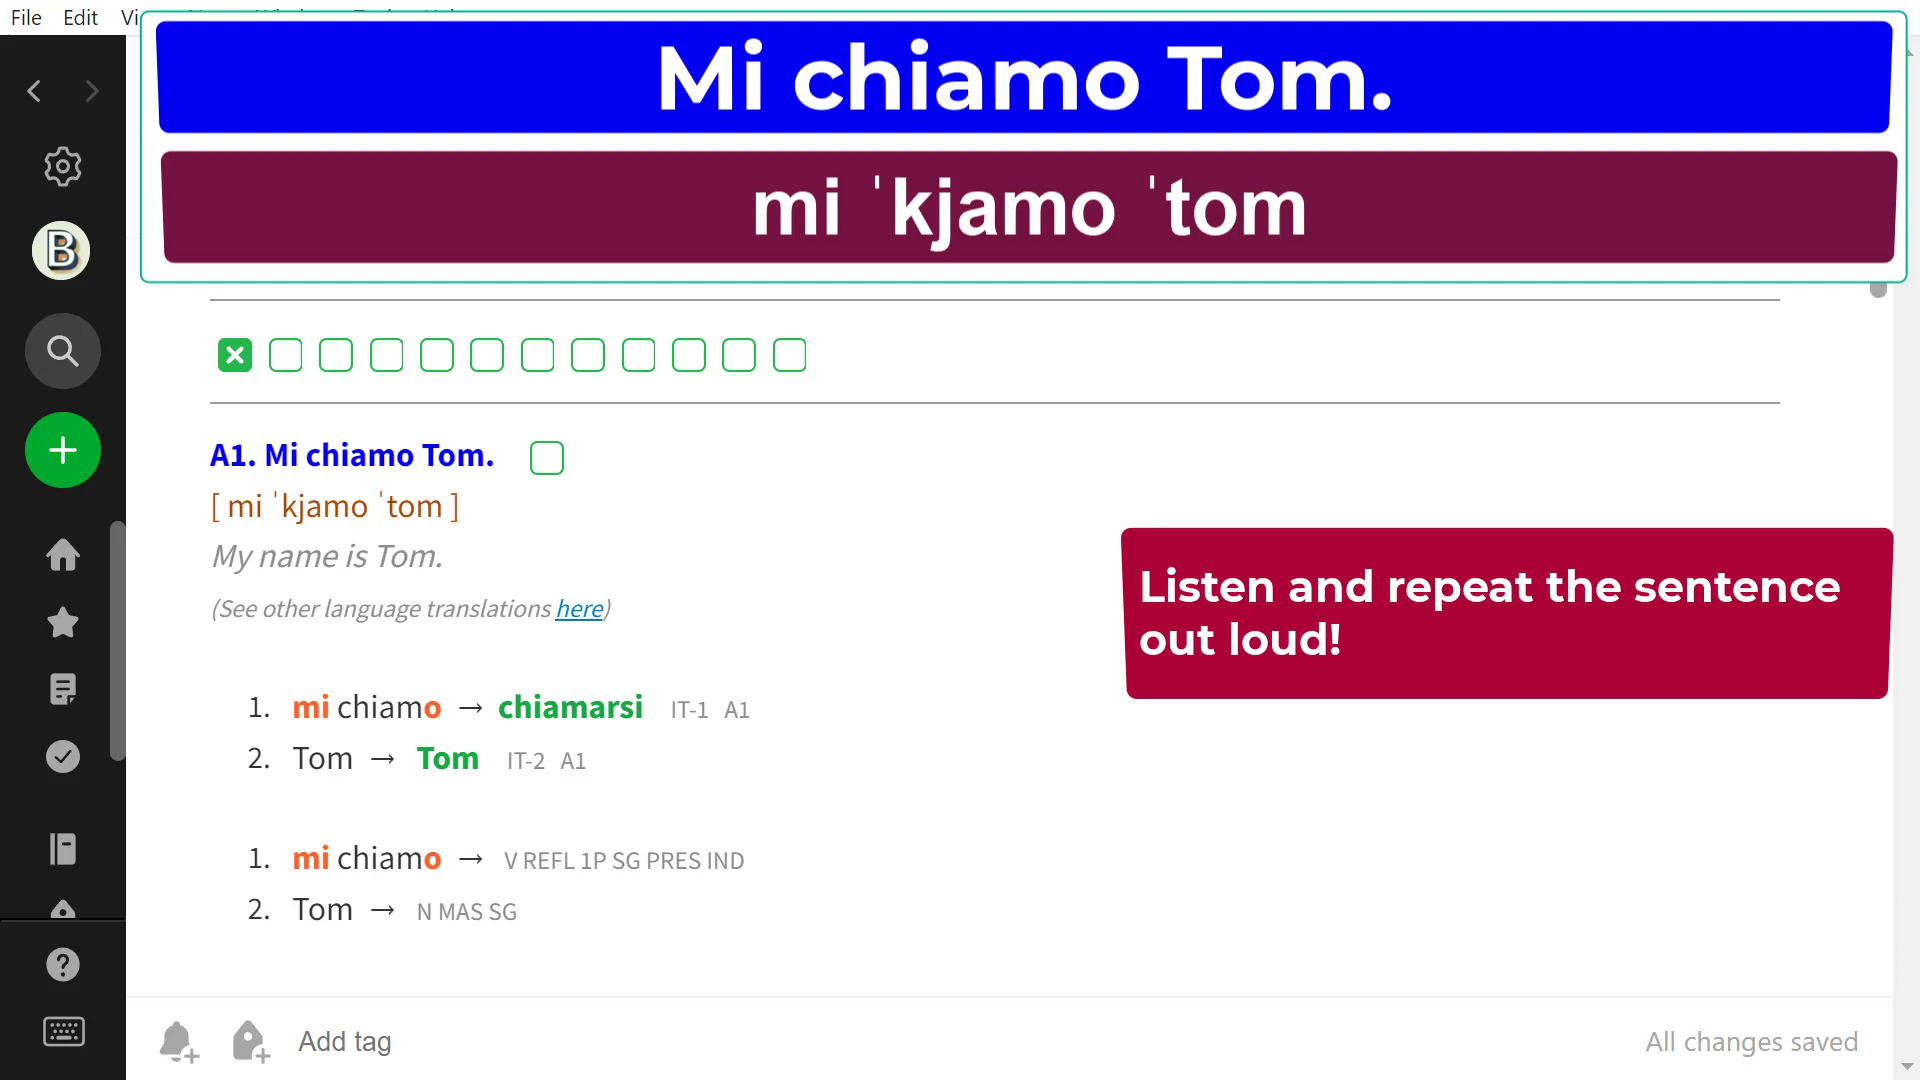 File Edit
Mi chiamo Tom.
mi ˈkjamo ˈtom
B
A1. Mi chiamo Tom.
[ mi ˈkjamo ˈtom ]
My name is Tom.
(See other language translations here)
Listen and repeat the sentence
out loud!
1. mi chiamo → chiamarsi IT-1 A1
2. Tom → Tom IT-2 A1
1. mi chiamo → V REFL 1P SG PRES IND
2. Tom → N MAS SG
Add tag
All changes saved